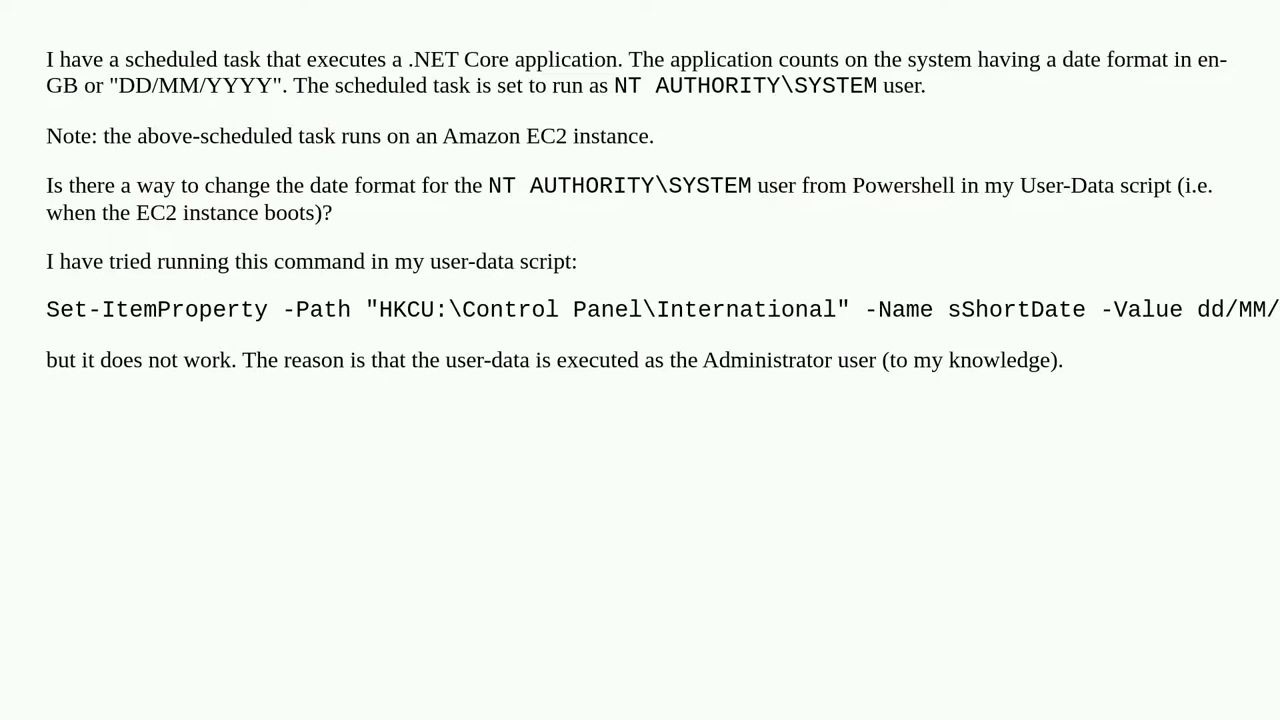 I have a scheduled task that executes a .NET Core application. The application counts on the system having a date format in en-
GB or "DD/MM/YYYY". The scheduled task is set to run as NT AUTHORITY\SYSTEM user.
Note: the above-scheduled task runs on an Amazon EC2 instance.
Is there a way to change the date format for the NT AUTHORITY\SYSTEM user from Powershell in my User-Data script (i.e.
when the EC2 instance boots)?
I have tried running this command in my user-data script:
Set-ItemProperty -Path "HKCU:\Control Panel\International" -Name sShortDate -Value dd/MM/
but it does not work. The reason is that the user-data is executed as the Administrator user (to my knowledge).